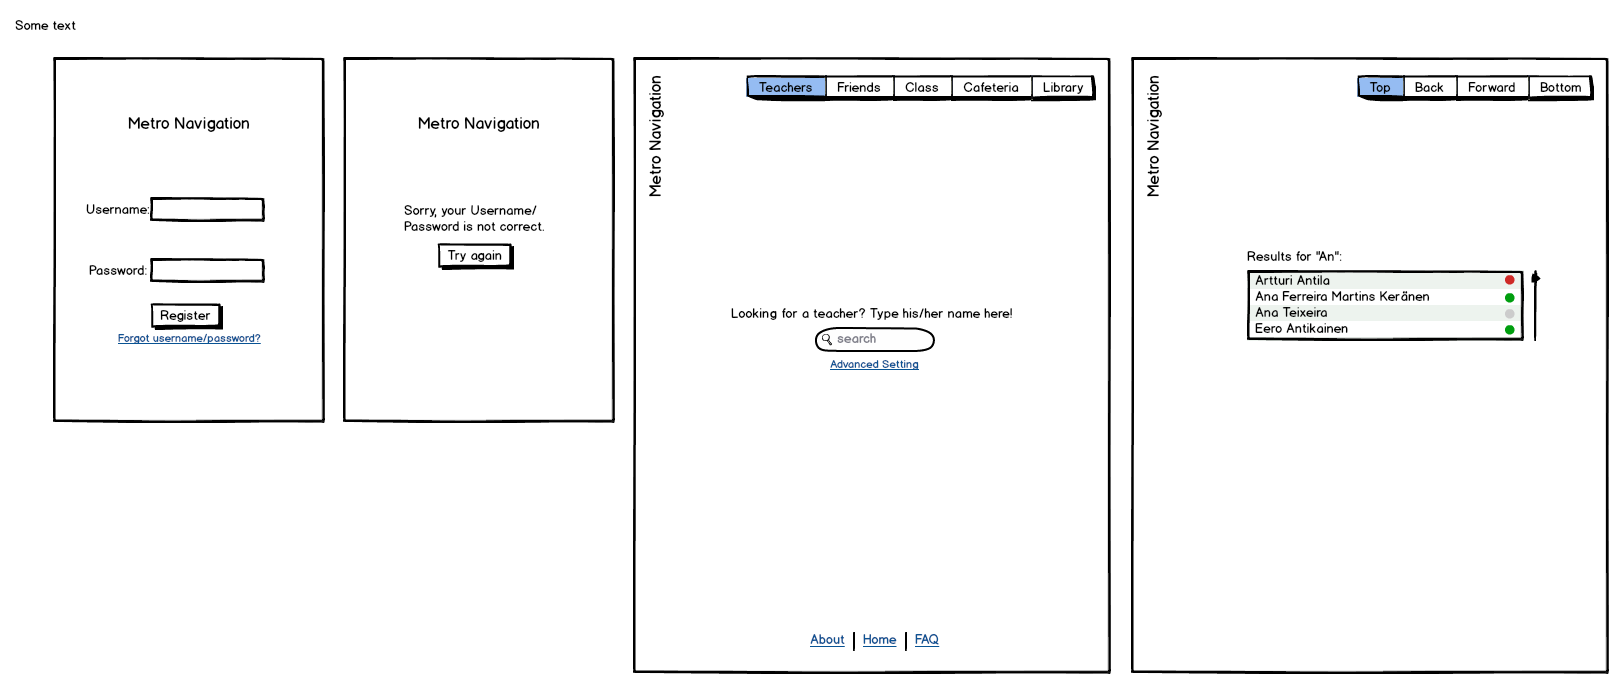 Some text
Metro Navigation
Username:
Password:
Register
Forgot username/password?
Metro Navigation
Sorry, your Username/
Password is not correct.
Try again
Metro Navigation
Teachers Friends Class Cafeteria Library
Looking for a teacher? Type his/her name here!
search
Advanced Setting
About Home FAQ
Metro Navigation
Top Back Forward Bottom
Results for "An":
Artturi Antila
Ana Ferreira Martins Keränen
Ana Teixeira
Eero Antikainen